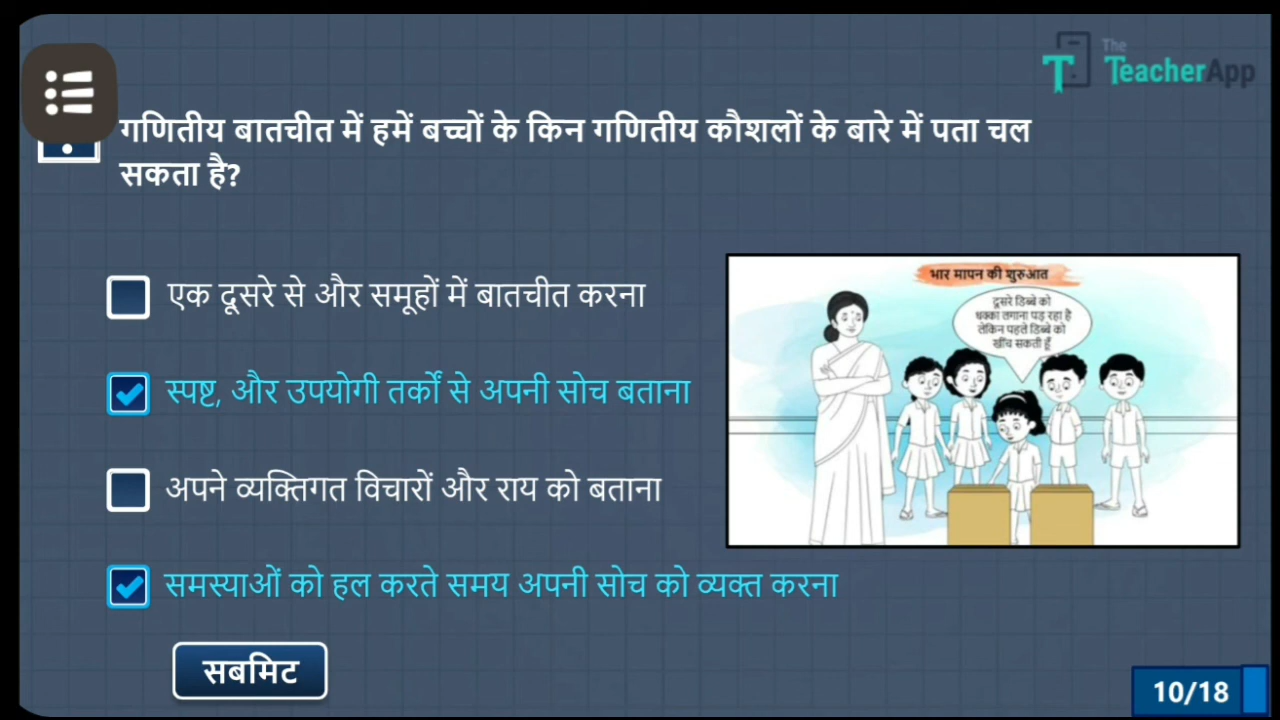 The
TeacherApp
गणितीय बातचीत में हमें बच्चों के किन गणितीय कौशलों के बारे में पता चल
सकता है?
एक दूसरे से और समूहों में बातचीत करना
स्पष्ट, और उपयोगी तर्कों से अपनी सोच बताना
अपने व्यक्तिगत विचारों और राय को बताना
समस्याओं को हल करते समय अपनी सोच को व्यक्त करना
भार मापन की शुरुआत
दूसरे डिब्बे को
धक्का लगाना पड़ रहा है
लेकिन पहले डिब्बे को
खींच सकती हूँ
सबमिट
10/18